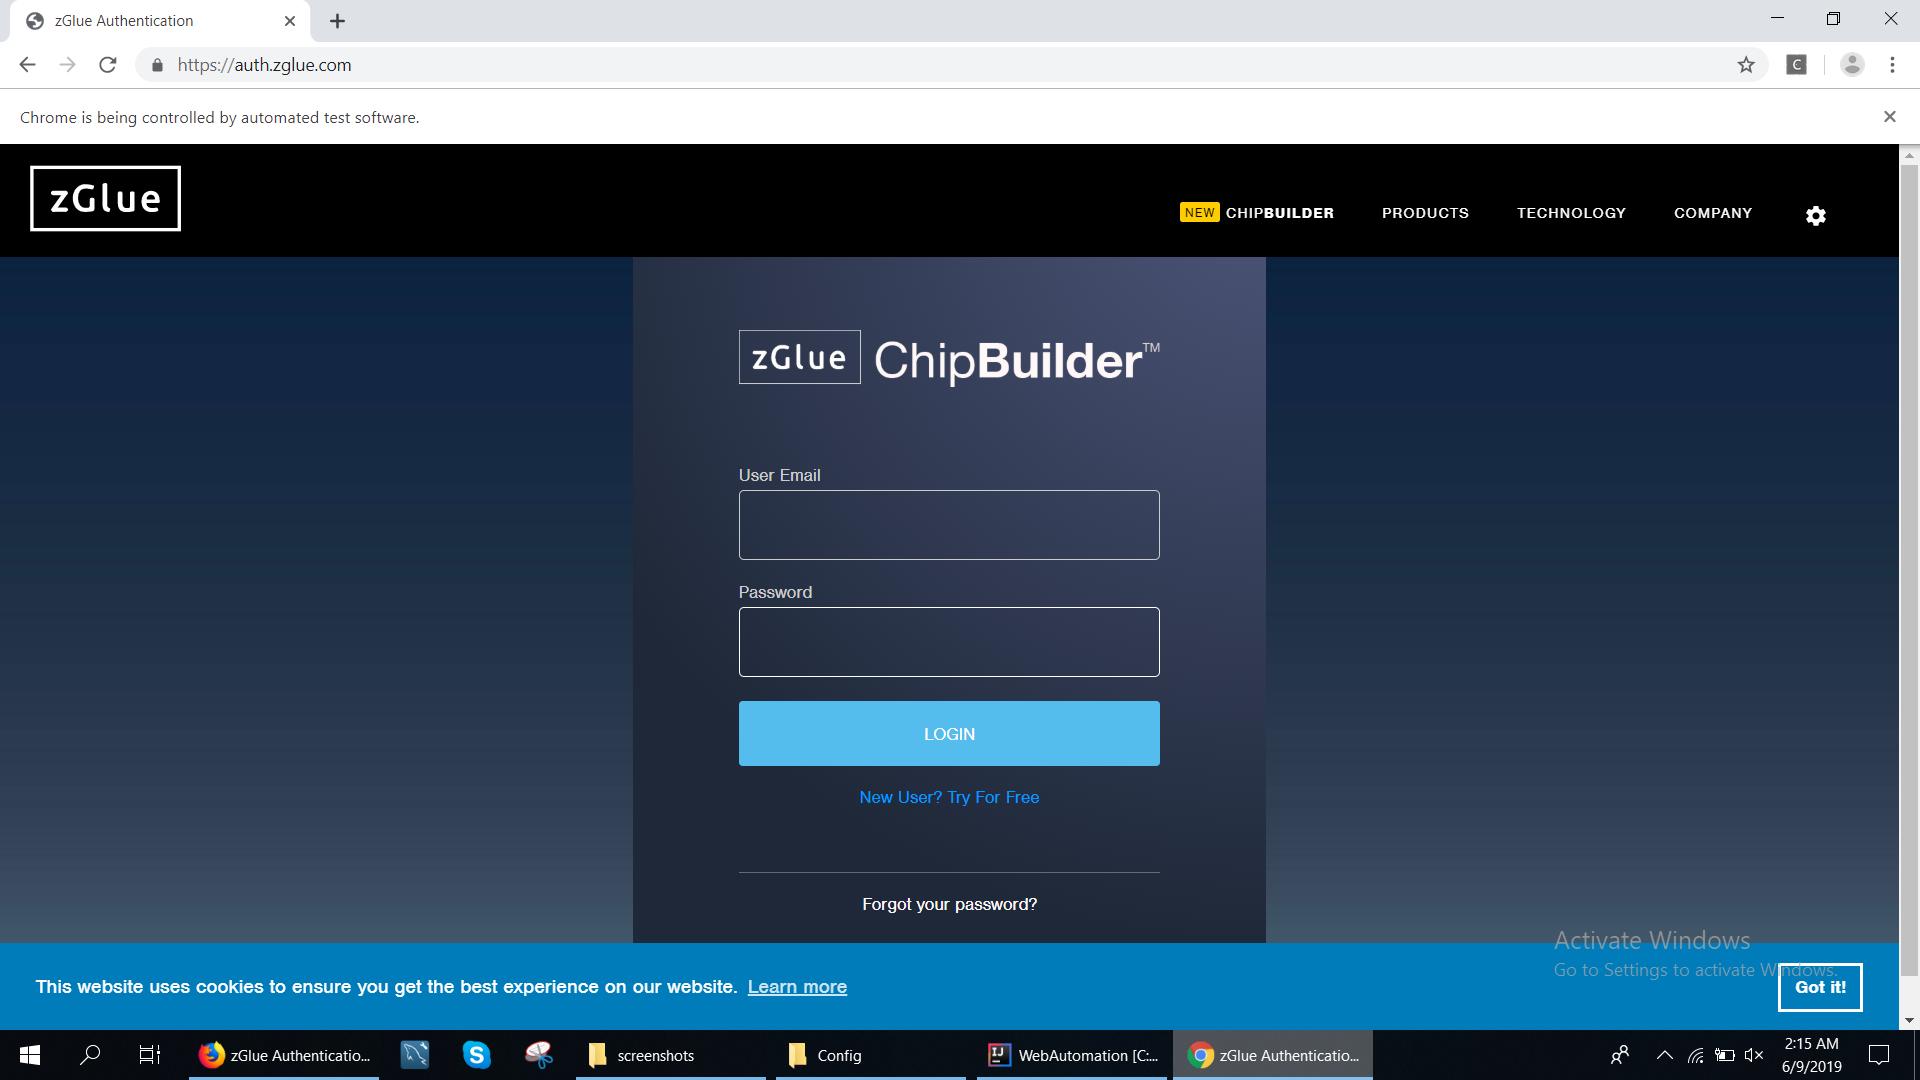 zGlue Authentication
https://auth.zglue.com
C
Chrome is being controlled by automated test software.
zGlue
NEW CHIPBUILDER PRODUCTS TECHNOLOGY COMPANY
zGlue ChipBuilder™
User Email
Password
LOGIN
New User? Try For Free
Forgot your password?
Activate Windows
Go to Settings to activate Windows.
This website uses cookies to ensure you get the best experience on our website. Learn more
Got it!
zGlue Authenticatio...
screenshots
Config
IJ
WebAutomation [C:...
zGlue Authenticatio...
2:15 AM
6/9/2019